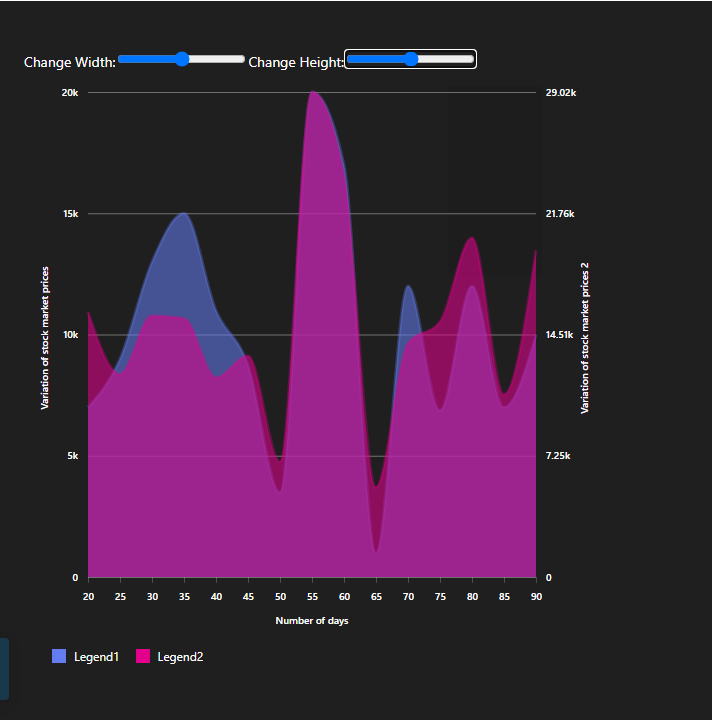 Change Width: Change Height:
20k 29.02k
15k 21.76k
Variation of stock market prices
Variation of stock market prices 2
10k 14.51k
5k 7.25k
0 0
20 25 30 35 40 45 50 55 60 65 70 75 80 85 90
Number of days
Legend1 Legend2